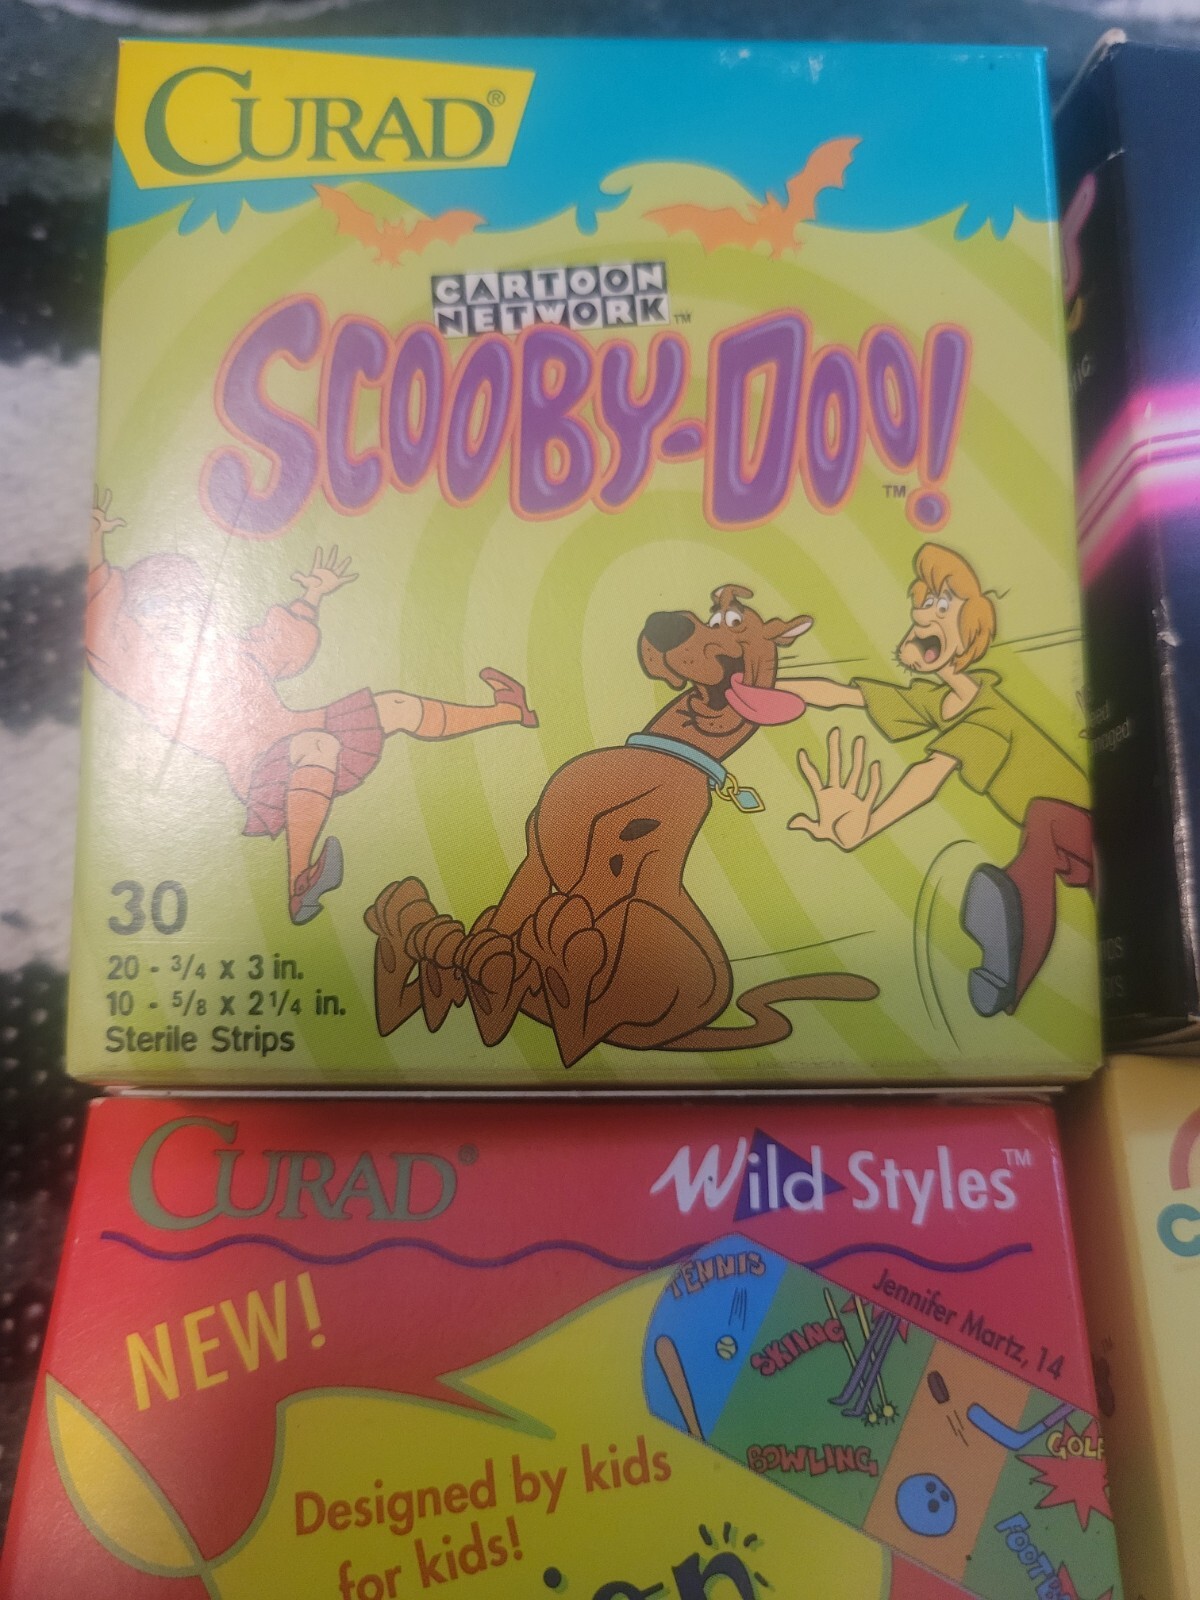 CURAD®
CARTOON
NETWORK™
SCOOBY-DOO!
™
30
20 - 3/4 x 3 in.
10 - 5/8 x 2 1/4 in.
Sterile Strips
CURAD®
Wild Styles™
NEW!
TENNIS
Jennifer Martz, 14
SKIING
GOLF
BOWLING
Designed by kids
for kids!